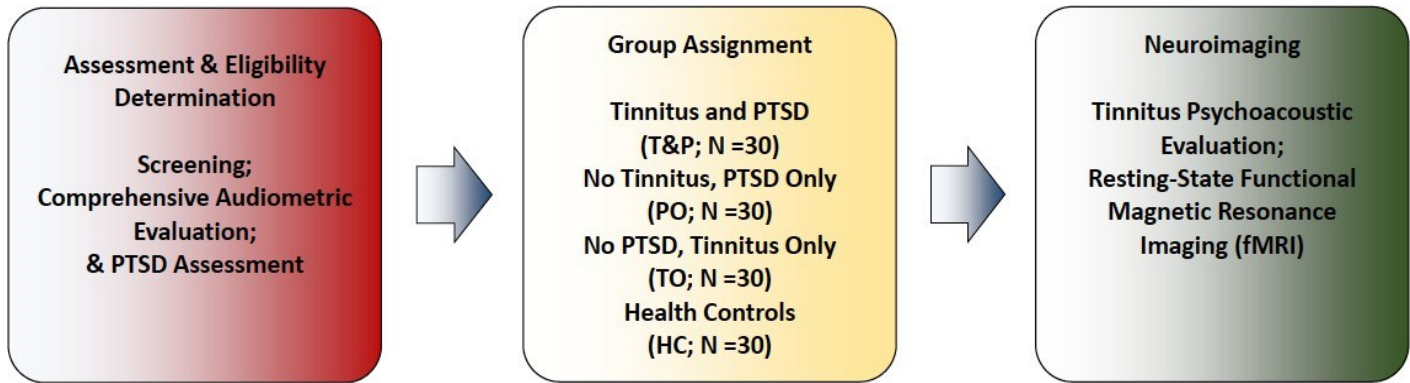 Assessment & Eligibility
Determination
Screening;
Comprehensive Audiometric
Evaluation;
& PTSD Assessment
Group Assignment
Tinnitus and PTSD
(T&P; N =30)
No Tinnitus, PTSD Only
(PO; N =30)
No PTSD, Tinnitus Only
(TO; N =30)
Health Controls
(HC; N =30)
Neuroimaging
Tinnitus Psychoacoustic
Evaluation;
Resting-State Functional
Magnetic Resonance
Imaging (fMRI)